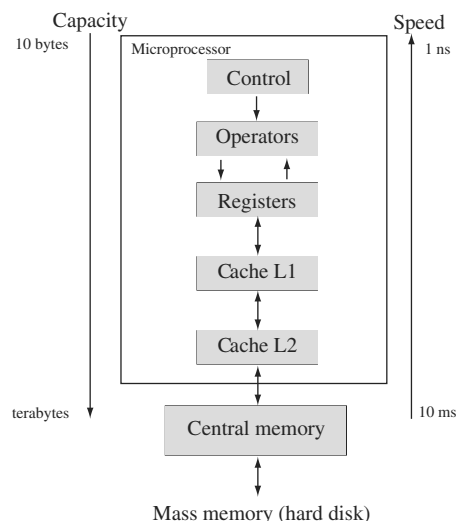 Capacity
Speed
10 bytes
Microprocessor
1 ns
Control
Operators
Registers
Cache L1
Cache L2
terabytes
10 ms
Central memory
Mass memory (hard disk)